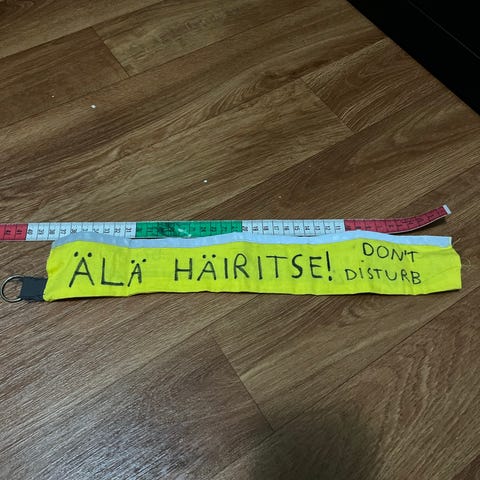 ÄLÄ HÄIRITSE!
DON'T
DISTURB